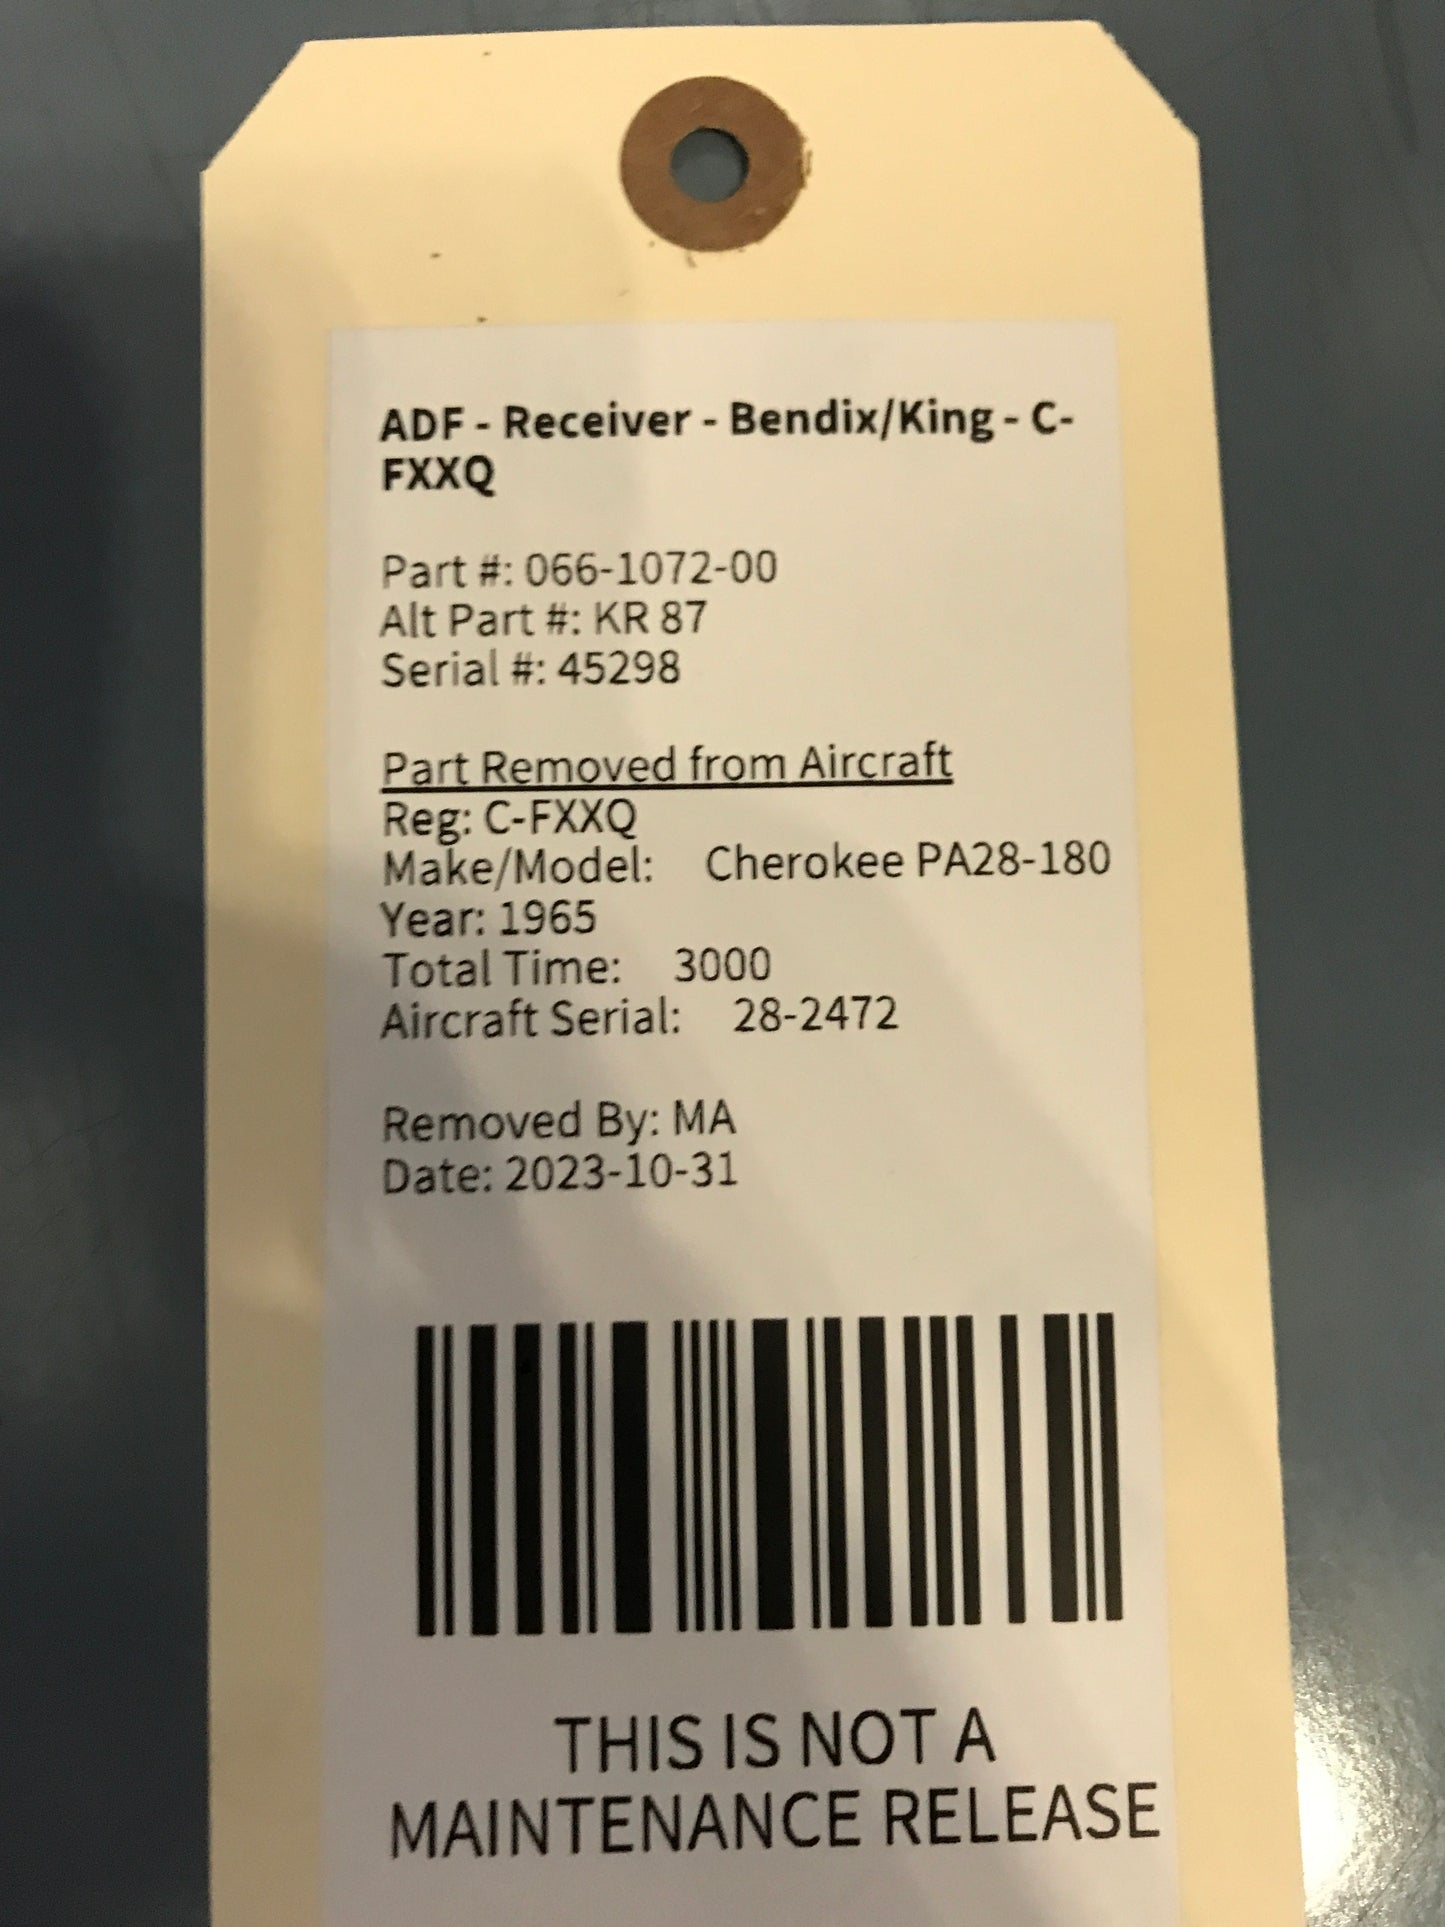 ADF - Receiver - Bendix/King - C-
FXXQ
Part #: 066-1072-00
Alt Part #: KR 87
Serial #: 45298
Part Removed from Aircraft
Reg: C-FXXQ
Make/Model: Cherokee PA28-180
Year: 1965
Total Time: 3000
Aircraft Serial: 28-2472
Removed By: MA
Date: 2023-10-31
THIS IS NOT A
MAINTENANCE RELEASE